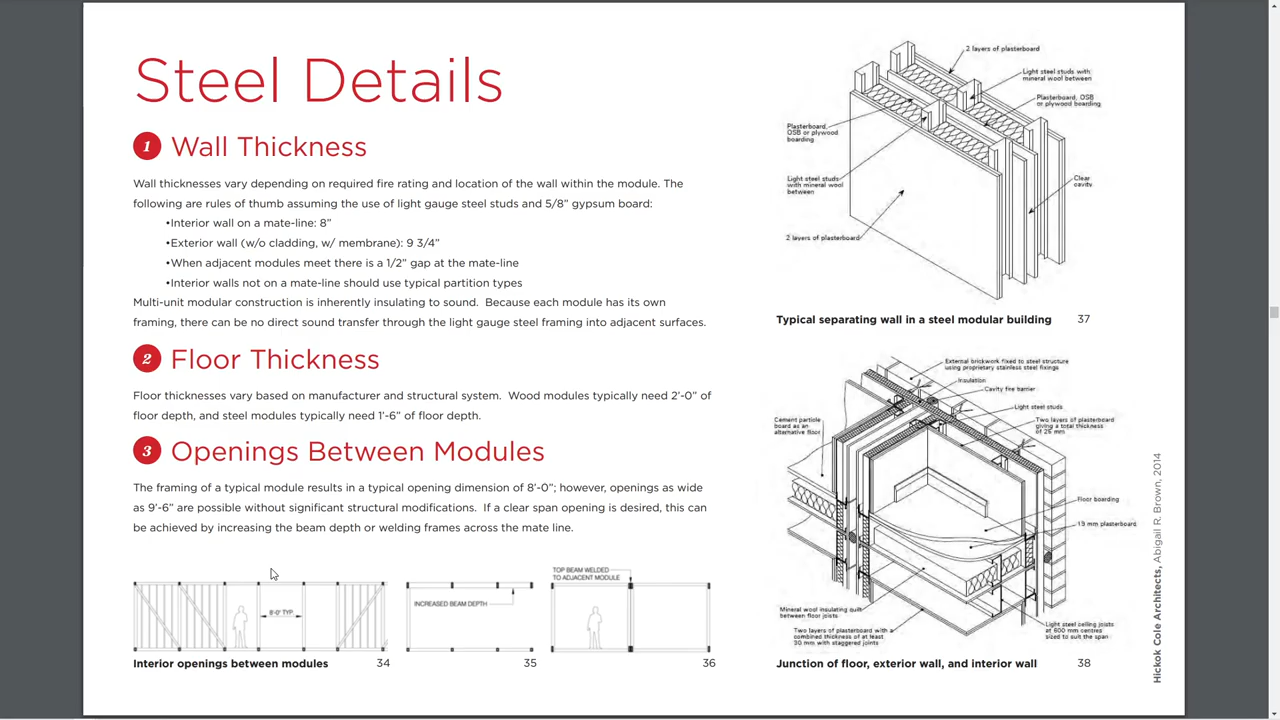 Steel Details
1 Wall Thickness
Wall thicknesses vary depending on required fire rating and location of the wall within the module. The
following are rules of thumb assuming the use of light gauge steel studs and 5/8” gypsum board:
•Interior wall on a mate-line: 8”
•Exterior wall (w/o cladding, w/ membrane): 9 3/4”
•When adjacent modules meet there is a 1/2” gap at the mate-line
•Interior walls not on a mate-line should use typical partition types
Multi-unit modular construction is inherently insulating to sound. Because each module has its own
framing, there can be no direct sound transfer through the light gauge steel framing into adjacent surfaces.
2 Floor Thickness
Floor thicknesses vary based on manufacturer and structural system. Wood modules typically need 2’-0” of
floor depth, and steel modules typically need 1’-6” of floor depth.
3 Openings Between Modules
The framing of a typical module results in a typical opening dimension of 8’-0”; however, openings as wide
as 9’-6” are possible without significant structural modifications. If a clear span opening is desired, this can
be achieved by increasing the beam depth or welding frames across the mate line.
8'-0" TYP.
INCREASED BEAM DEPTH
TOP BEAM WELDED
TO ADJACENT MODULE
Interior openings between modules
34
35
36
2 layers of plasterboard
Light steel studs with
mineral wool between
Plasterboard, OSB
or plywood boarding
Plasterboard,
OSB or plywood
boarding
Light steel studs
with mineral wool
between
Clear
cavity
2 layers of plasterboard
Typical separating wall in a steel modular building
37
External brickwork fixed to steel structure
using proprietary stainless steel fixings
Insulation
Cavity fire barrier
Light steel studs
Two layers of plasterboard
giving a total thickness
of 25 mm
Cement particle
board as an
alternative floor
Floor boarding
15 mm plasterboard
Mineral wool insulating quilt
between floor joists
Two layers of plasterboard with a
combined thickness of at least
30 mm with staggered joints
Light steel ceiling joists
at 600 mm centres
sized to suit the span
Junction of floor, exterior wall, and interior wall
38
Hickok Cole Architects, Abigail R. Brown, 2014